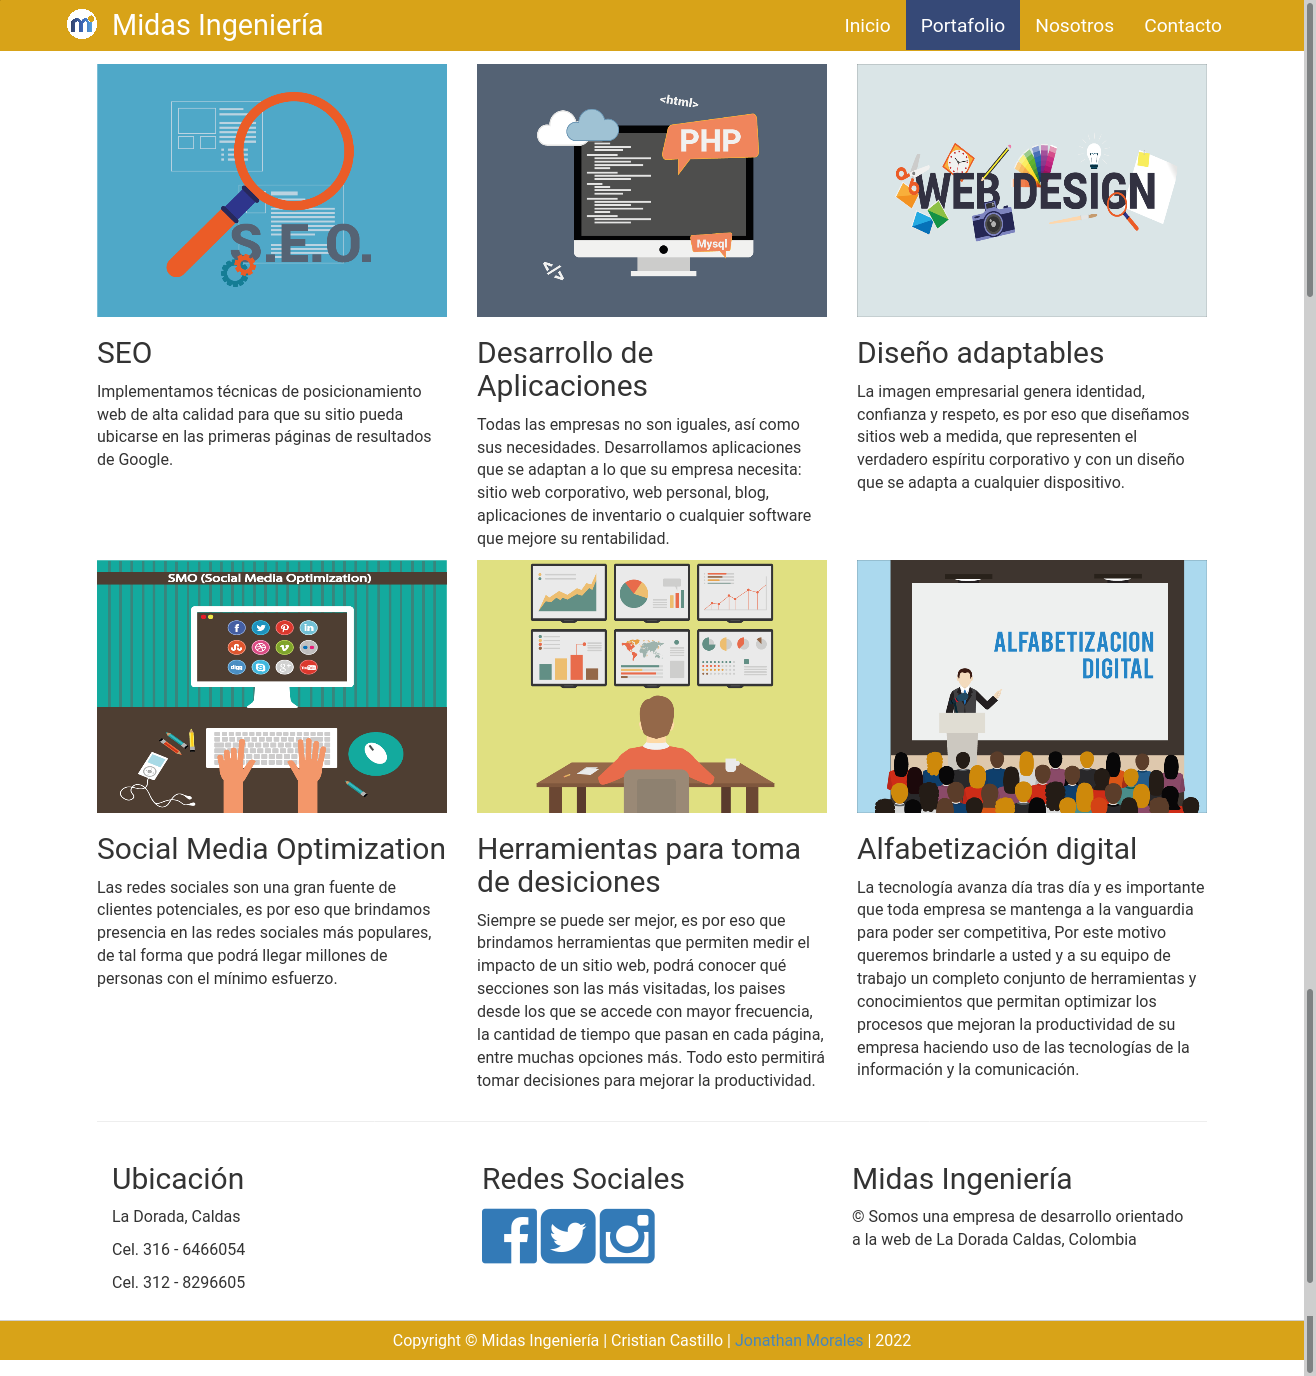 Midas Ingeniería
Inicio
Portafolio
Nosotros
Contacto
S.E.O.
<html>
PHP
Mysql
</>
WEB DESIGN
SEO
Implementamos técnicas de posicionamiento
web de alta calidad para que su sitio pueda
ubicarse en las primeras páginas de resultados
de Google.
Desarrollo de
Aplicaciones
Todas las empresas no son iguales, así como
sus necesidades. Desarrollamos aplicaciones
que se adaptan a lo que su empresa necesita:
sitio web corporativo, web personal, blog,
aplicaciones de inventario o cualquier software
que mejore su rentabilidad.
Diseño adaptables
La imagen empresarial genera identidad,
confianza y respeto, es por eso que diseñamos
sitios web a medida, que representen el
verdadero espíritu corporativo y con un diseño
que se adapta a cualquier dispositivo.
SMO (Social Media Optimization)
ALFABETIZACION
DIGITAL
Social Media Optimization
Las redes sociales son una gran fuente de
clientes potenciales, es por eso que brindamos
presencia en las redes sociales más populares,
de tal forma que podrá llegar millones de
personas con el mínimo esfuerzo.
Herramientas para toma
de desiciones
Siempre se puede ser mejor, es por eso que
brindamos herramientas que permiten medir el
impacto de un sitio web, podrá conocer qué
secciones son las más visitadas, los paises
desde los que se accede con mayor frecuencia,
la cantidad de tiempo que pasan en cada página,
entre muchas opciones más. Todo esto permitirá
tomar decisiones para mejorar la productividad.
Alfabetización digital
La tecnología avanza día tras día y es importante
que toda empresa se mantenga a la vanguardia
para poder ser competitiva, Por este motivo
queremos brindarle a usted y a su equipo de
trabajo un completo conjunto de herramientas y
conocimientos que permitan optimizar los
procesos que mejoran la productividad de su
empresa haciendo uso de las tecnologías de la
información y la comunicación.
Ubicación
La Dorada, Caldas
Cel. 316 - 6466054
Cel. 312 - 8296605
Redes Sociales
Midas Ingeniería
© Somos una empresa de desarrollo orientado
a la web de La Dorada Caldas, Colombia
Copyright © Midas Ingeniería | Cristian Castillo | Jonathan Morales | 2022